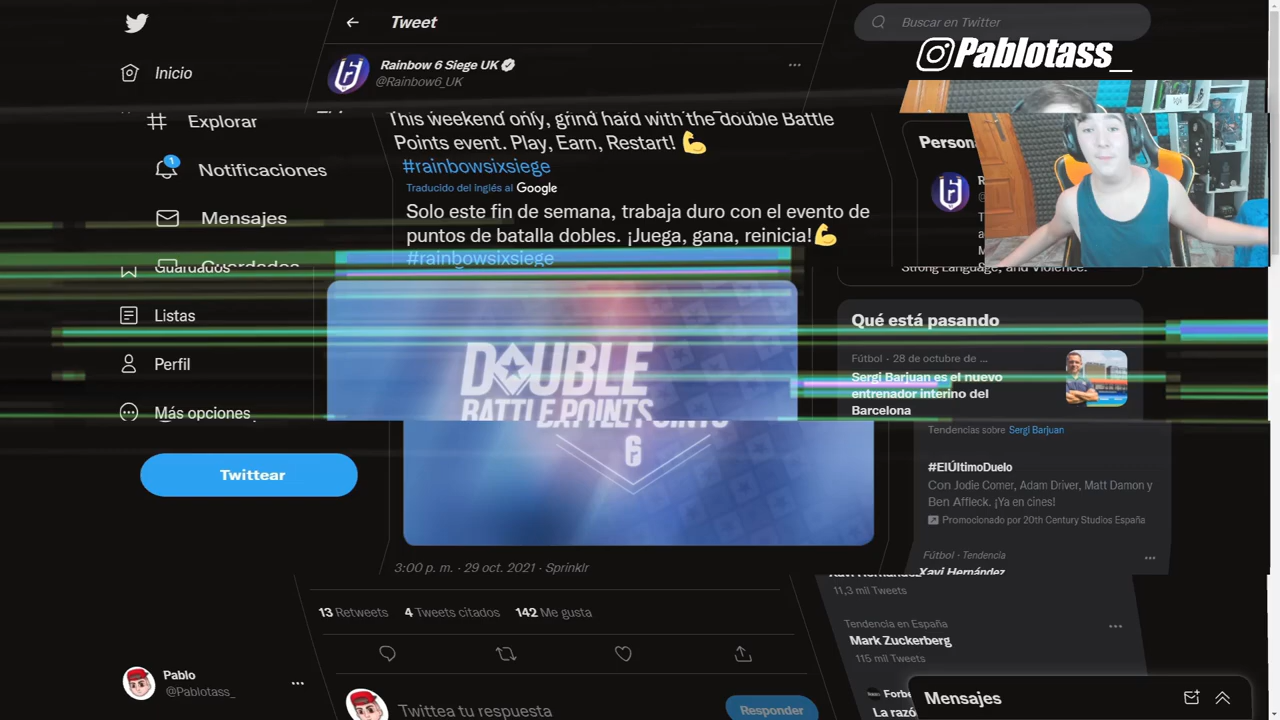 Tweet
Buscar en Twitter
Pablotass_
Inicio
Explorar
Notificaciones
1
Mensajes
Guardados
Listas
Perfil
Más opciones
Twittear
Pablo
@Pablotass_
Rainbow 6 Siege UK
@Rainbow6_UK
This weekend only, grind hard with the double Battle
Points event. Play, Earn, Restart! 💪
#rainbowsixsiege
Traducido del inglés al Google
Solo este fin de semana, trabaja duro con el evento de
puntos de batalla dobles. ¡Juega, gana, reinicia!💪
#rainbowsixsiege
DOUBLE
BATTLE POINTS
6
3:00 p. m. · 29 oct. 2021 · Sprinklr
13 Retweets 4 Tweets citados 142 Me gusta
Twittea tu respuesta
Responder
Strong Language, and Violence.
Qué está pasando
Fútbol · 28 de octubre de ...
Sergi Barjuan es el nuevo
entrenador interino del
Barcelona
Tendencias sobre Sergi Barjuan
#ElÚltimoDuelo
Con Jodie Comer, Adam Driver, Matt Damon y
Ben Affleck. ¡Ya en cines!
Promocionado por 20th Century Studios España
Fútbol · Tendencia
Xavi Hernández
11,3 mil Tweets
Tendencia en España
Mark Zuckerberg
115 mil Tweets
Mensajes